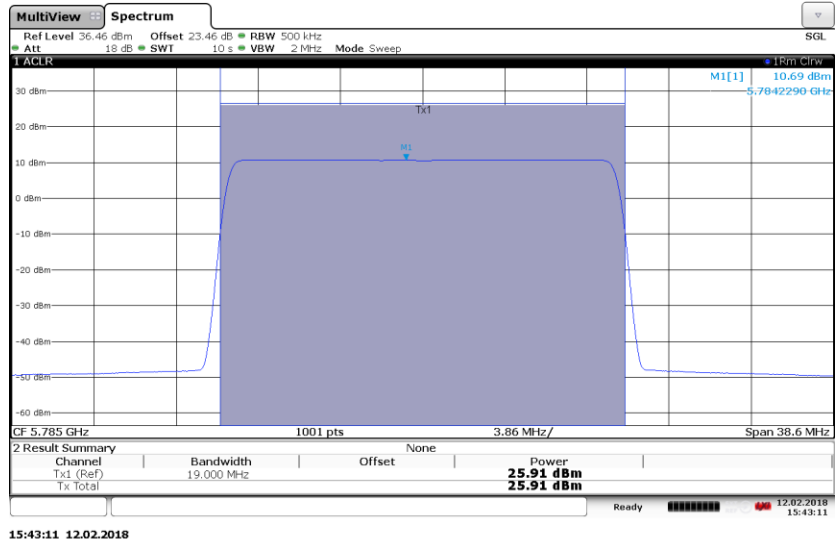 MultiView Spectrum
Ref Level 36.46 dBm Offset 23.46 dB RBW 500 kHz SGL
Att 18 dB SWT 10 s VBW 2 MHz Mode Sweep
1 ACLR 1Rm Clrw
M1[1] 10.69 dBm
5.7842290 GHz
30 dBm
Tx1
20 dBm
M1
10 dBm
0 dBm
-10 dBm
-20 dBm
-30 dBm
-40 dBm
-50 dBm
-60 dBm
CF 5.785 GHz 1001 pts 3.86 MHz/ Span 38.6 MHz
2 Result Summary None
Channel Bandwidth Offset Power
Tx1 (Ref) 19.000 MHz 25.91 dBm
Tx Total 25.91 dBm
Ready 12.02.2018
15:43:11
15:43:11 12.02.2018